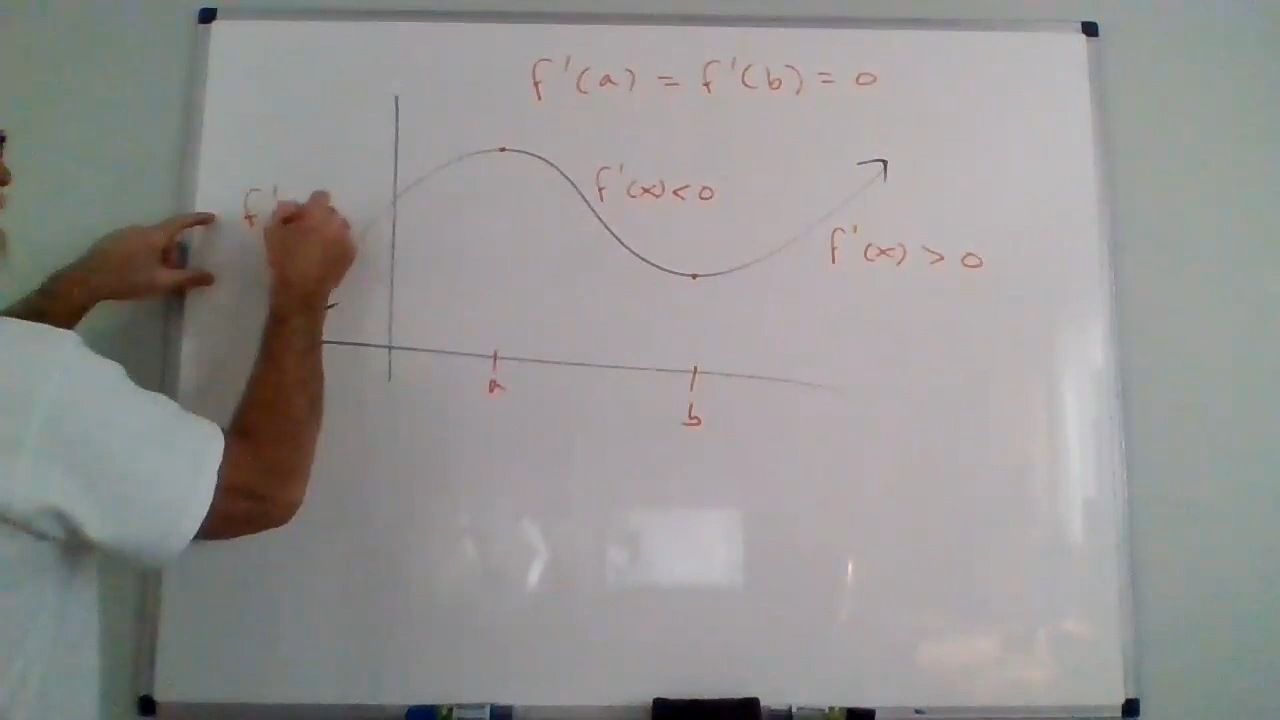 f'(a) = f'(b) = 0
f'(x) < 0
f'
f'(x) > 0
a
b